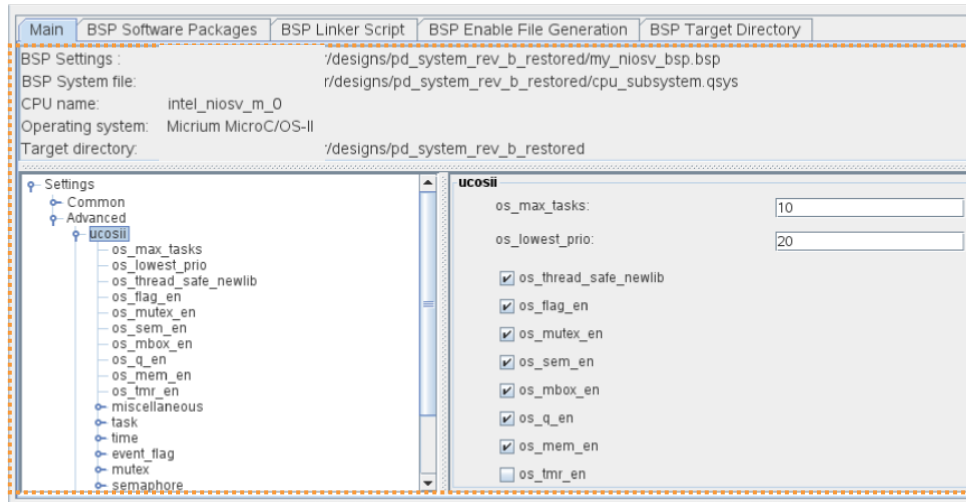 Main BSP Software Packages BSP Linker Script BSP Enable File Generation BSP Target Directory
BSP Settings : /designs/pd_system_rev_b_restored/my_niosv_bsp.bsp
BSP System file: r/designs/pd_system_rev_b_restored/cpu_subsystem.qsys
CPU name: intel_niosv_m_0
Operating system: Micrium MicroC/OS-II
Target directory: /designs/pd_system_rev_b_restored
Settings
Common
Advanced
ucosii
os_max_tasks
os_lowest_prio
os_thread_safe_newlib
os_flag_en
os_mutex_en
os_sem_en
os_mbox_en
os_q_en
os_mem_en
os_tmr_en
miscellaneous
task
time
event_flag
mutex
semaphore
ucosii
os_max_tasks: 10
os_lowest_prio: 20
os_thread_safe_newlib
os_flag_en
os_mutex_en
os_sem_en
os_mbox_en
os_q_en
os_mem_en
os_tmr_en